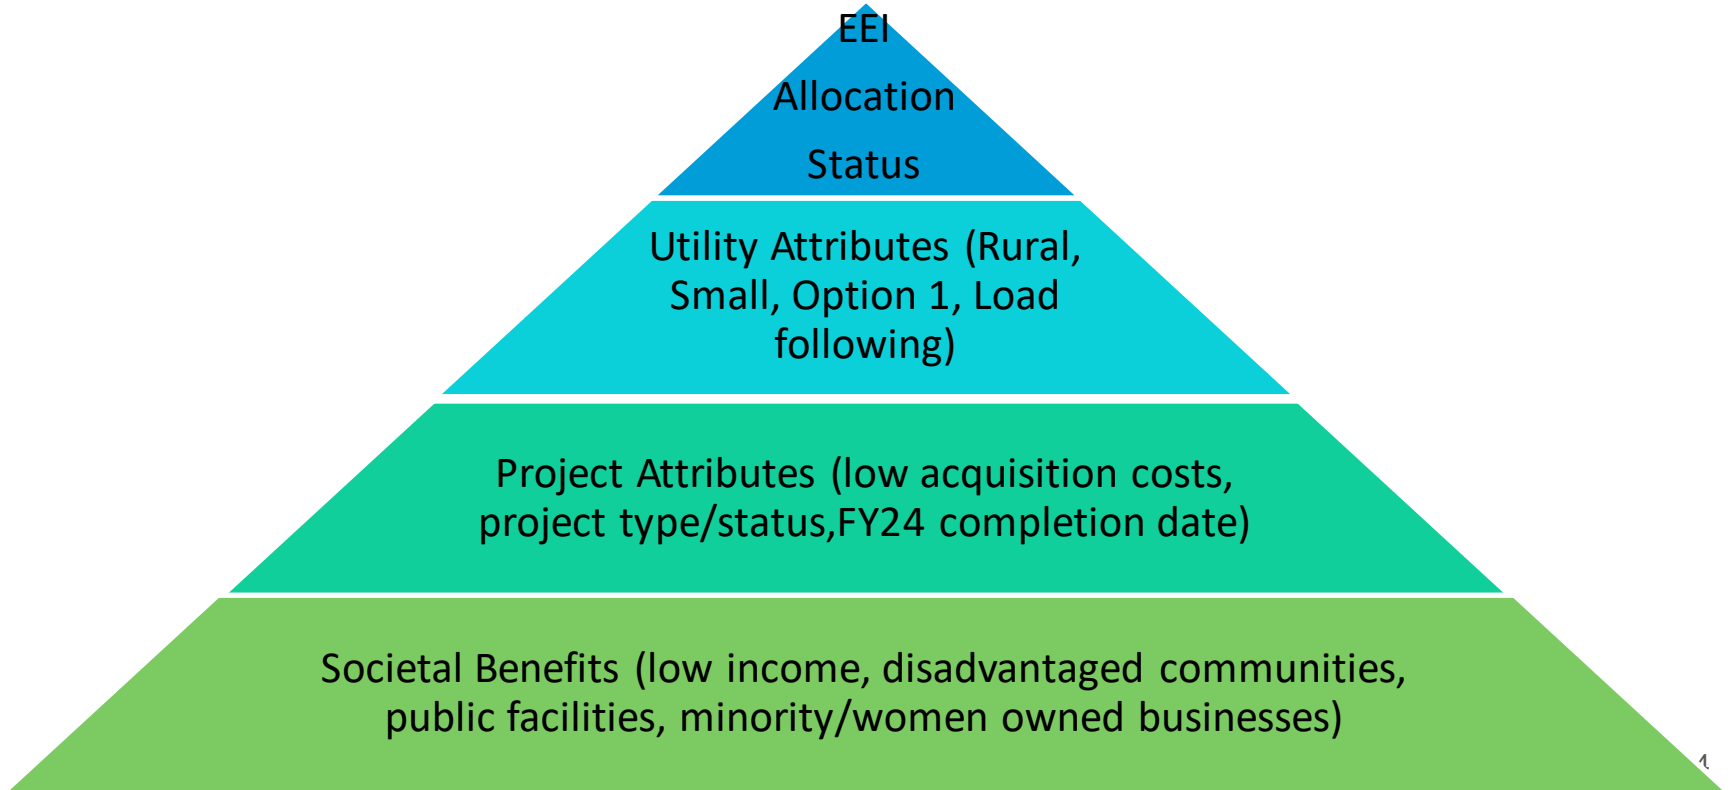 EEI
Allocation
Status
Utility Attributes (Rural,
Small, Option 1, Load
following)
Project Attributes (low acquisition costs,
project type/status,FY24 completion date)
Societal Benefits (low income, disadvantaged communities,
public facilities, minority/women owned businesses)